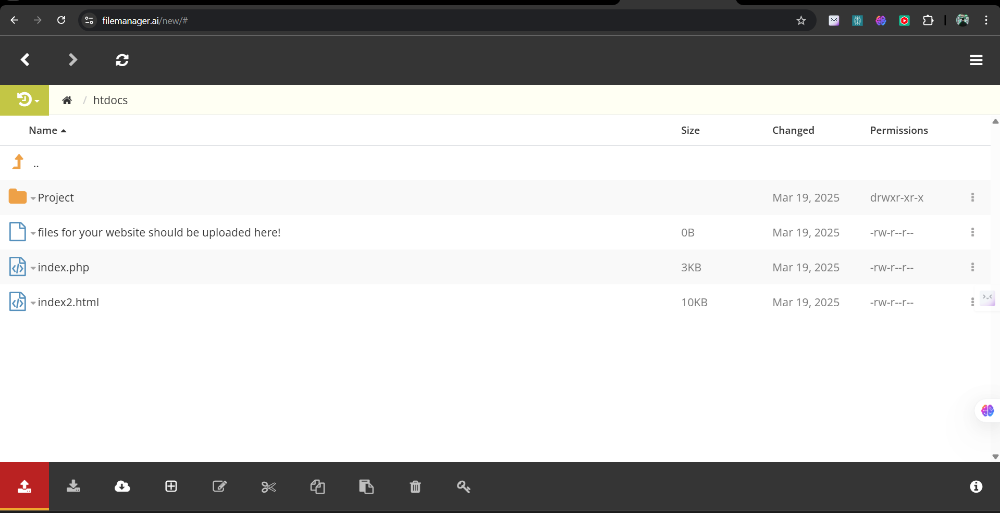 filemanager.ai/new/#
/ htdocs
Name Size Changed Permissions
..
Project Mar 19, 2025 drwxr-xr-x
files for your website should be uploaded here! 0B Mar 19, 2025 -rw-r--r--
index.php 3KB Mar 19, 2025 -rw-r--r--
index2.html 10KB Mar 19, 2025 -rw-r--r--